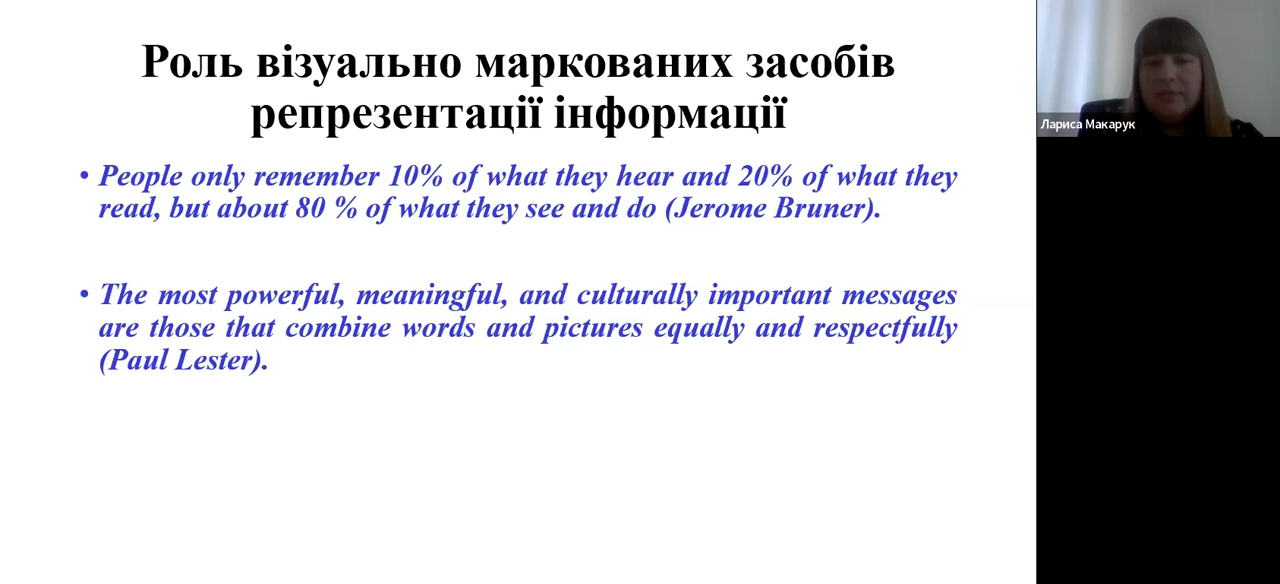 Роль візуально маркованих засобів
репрезентації інформації
• People only remember 10% of what they hear and 20% of what they
read, but about 80 % of what they see and do (Jerome Bruner).
• The most powerful, meaningful, and culturally important messages
are those that combine words and pictures equally and respectfully
(Paul Lester).
Лариса Макарук